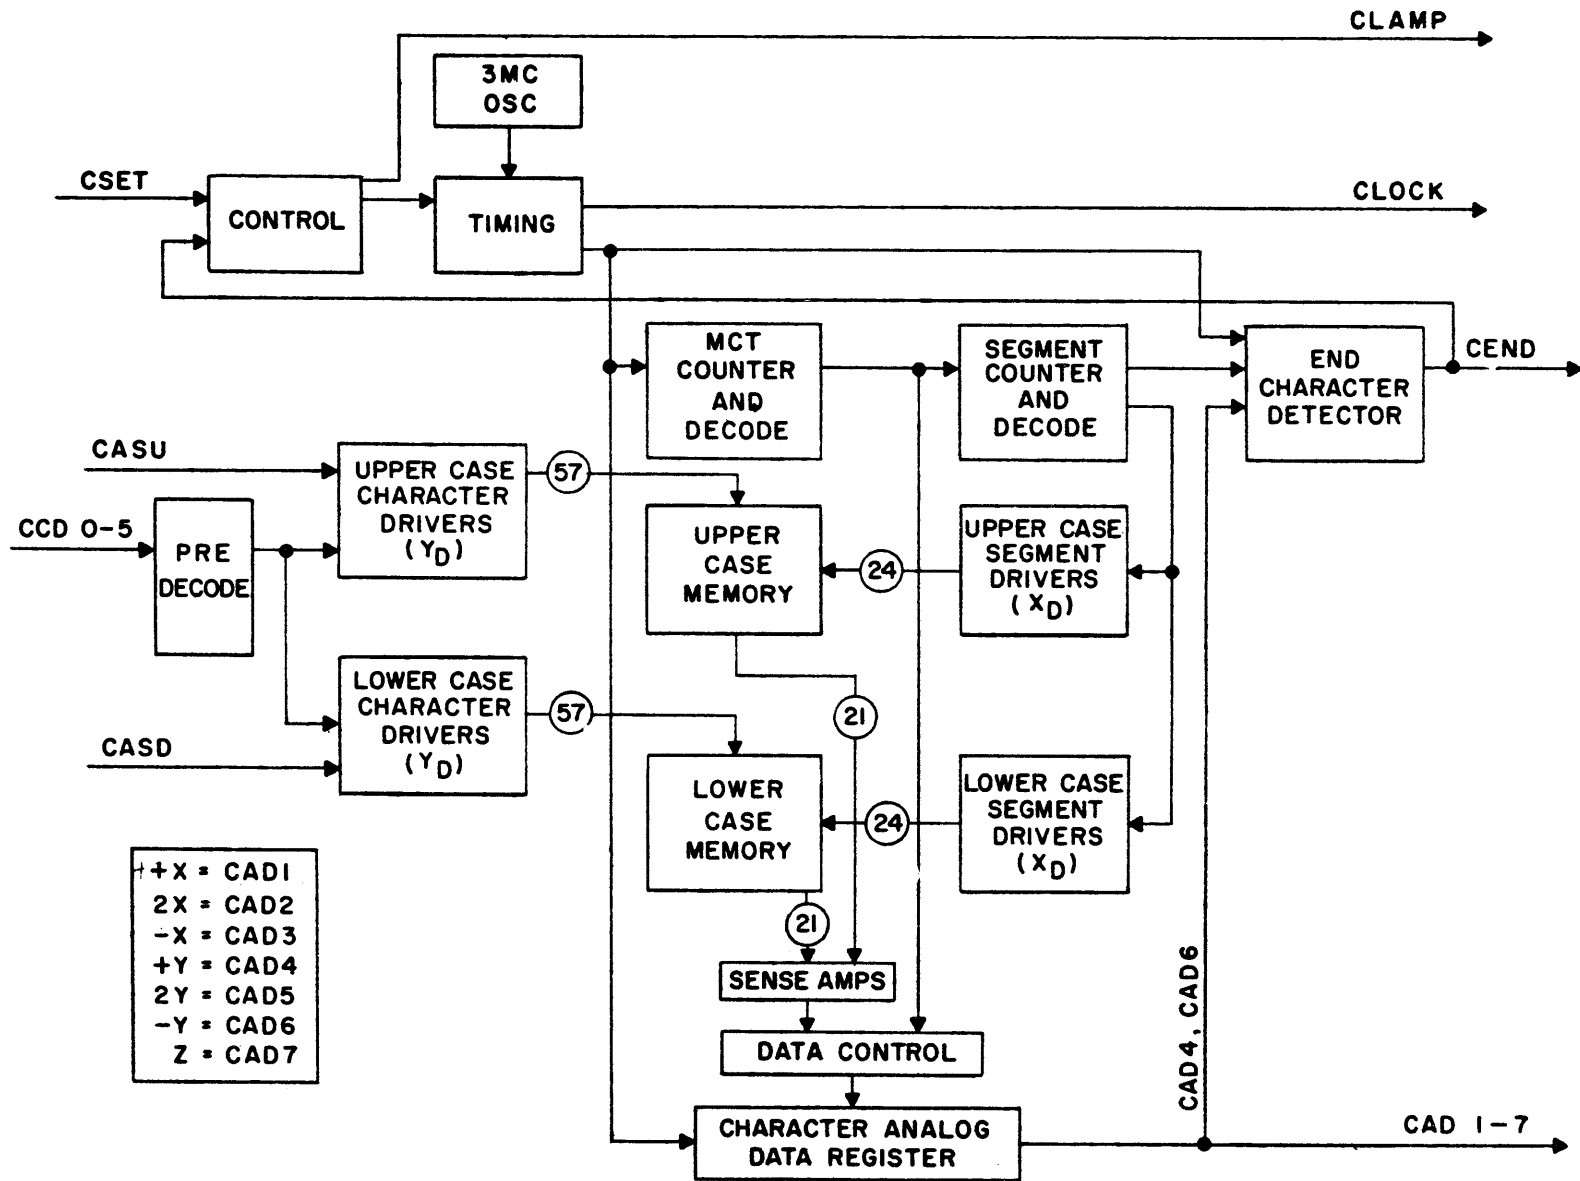 CLAMP
3MC
OSC
CSET
CONTROL
TIMING
CLOCK
MCT
COUNTER
AND
DECODE
SEGMENT
COUNTER
AND
DECODE
END
CHARACTER
DETECTOR
CEND
CASU
UPPER CASE
CHARACTER
DRIVERS
(YD)
57
CCD 0-5
PRE
DECODE
UPPER
CASE
MEMORY
24
UPPER CASE
SEGMENT
DRIVERS
(XD)
LOWER CASE
CHARACTER
DRIVERS
(YD)
57
21
CASD
LOWER
CASE
MEMORY
24
LOWER CASE
SEGMENT
DRIVERS
(XD)
+X = CAD1
2X = CAD2
-X = CAD3
+Y = CAD4
2Y = CAD5
-Y = CAD6
Z = CAD7
21
SENSE AMPS
DATA CONTROL
CAD4, CAD6
CHARACTER ANALOG
DATA REGISTER
CAD 1-7